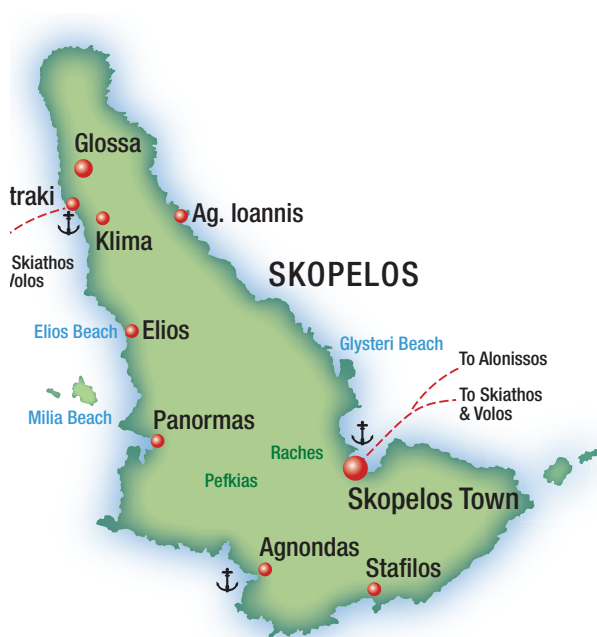 Glossa
traki
Ag. Ioannis
Klima
Skiathos
Volos
SKOPELOS
Elios Beach
Elios
Glysteri Beach
To Alonissos
To Skiathos
& Volos
Milia Beach
Panormas
Raches
Pefkias
Skopelos Town
Agnondas
Stafilos